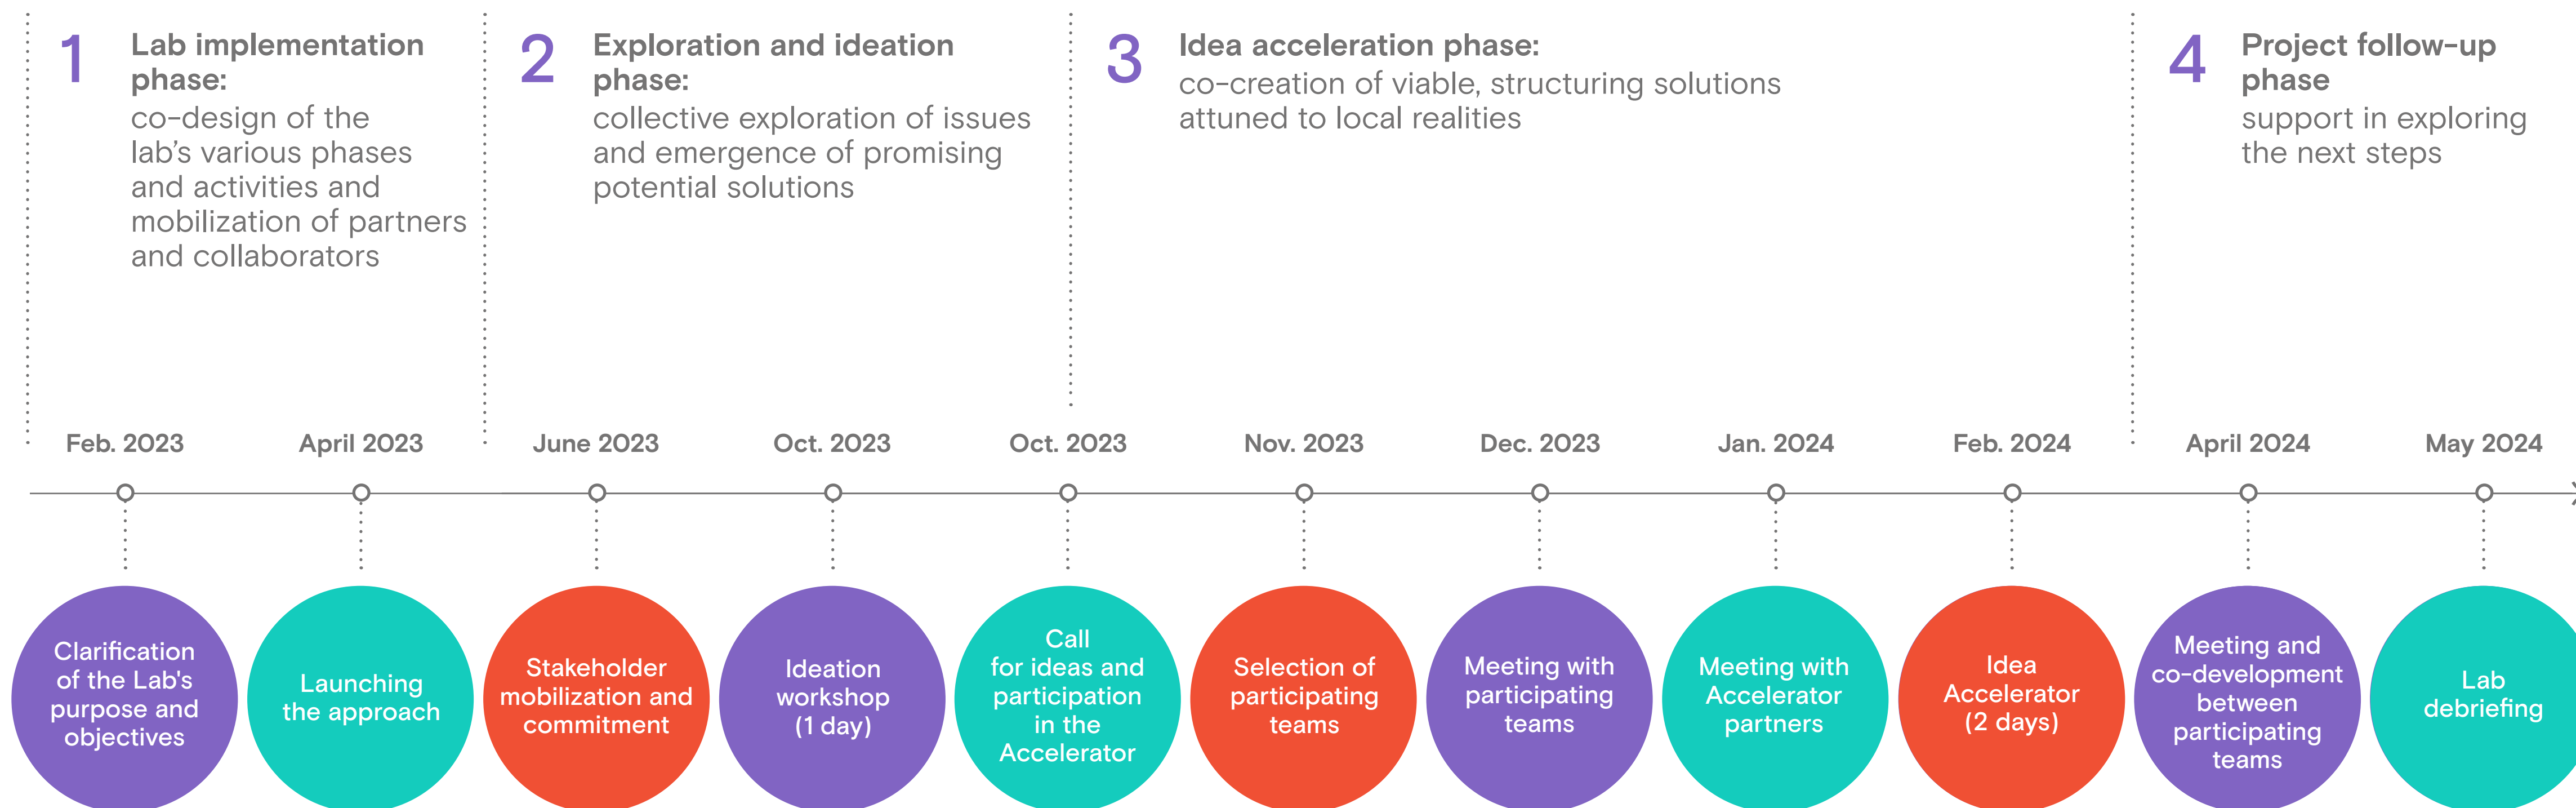 1
Lab implementation
phase:
co-design of the
lab’s various phases
and activities and
mobilization of partners
and collaborators
2
Exploration and ideation
phase:
collective exploration of issues
and emergence of promising
potential solutions
3
Idea acceleration phase:
co-creation of viable, structuring solutions
attuned to local realities
4
Project follow-up
phase
support in exploring
the next steps
Feb. 2023
April 2023
June 2023
Oct. 2023
Oct. 2023
Nov. 2023
Dec. 2023
Jan. 2024
Feb. 2024
April 2024
May 2024
Clarification
of the Lab's
purpose and
objectives
Launching
the approach
Stakeholder
mobilization and
commitment
Ideation
workshop
(1 day)
Call
for ideas and
participation
in the
Accelerator
Selection of
participating
teams
Meeting with
participating
teams
Meeting with
Accelerator
partners
Idea
Accelerator
(2 days)
Meeting and
co-development
between
participating
teams
Lab
debriefing